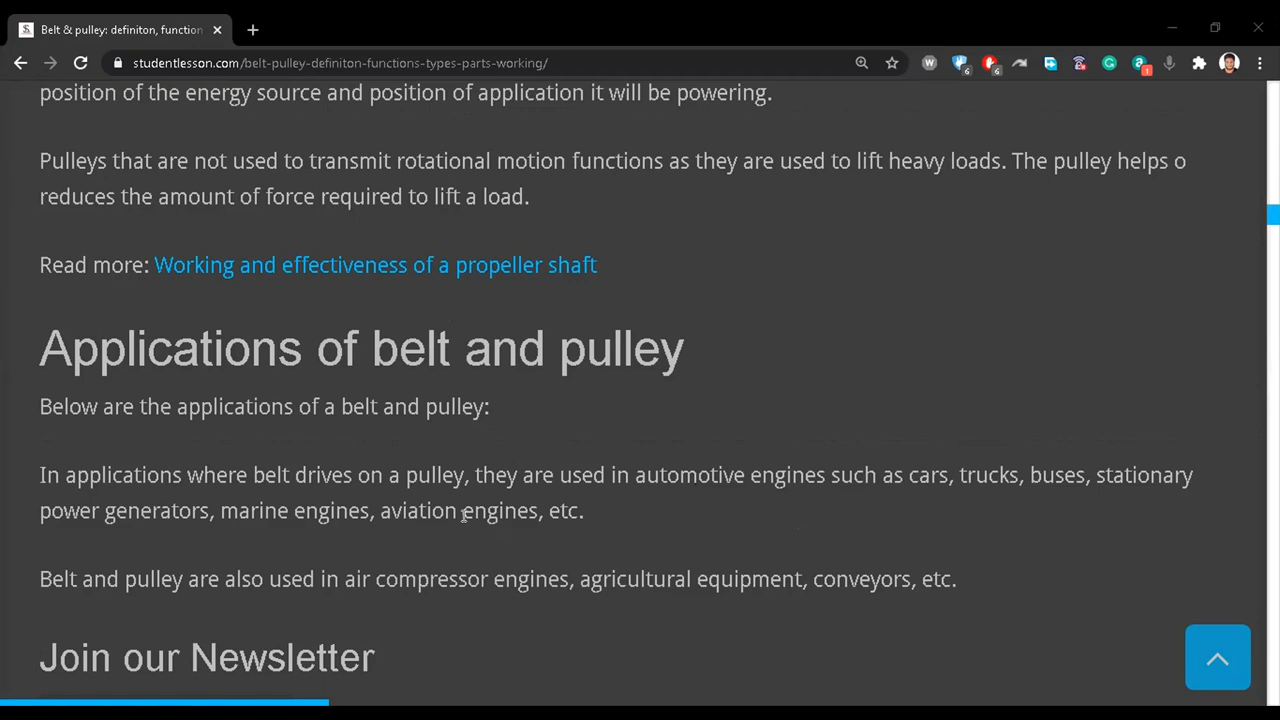 Belt & pulley: definiton, function
studentlesson.com/belt-pulley-definiton-functions-types-parts-working/
6
6
1
position of the energy source and position of application it will be powering.
Pulleys that are not used to transmit rotational motion functions as they are used to lift heavy loads. The pulley helps o
reduces the amount of force required to lift a load.
Read more: Working and effectiveness of a propeller shaft
Applications of belt and pulley
Below are the applications of a belt and pulley:
In applications where belt drives on a pulley, they are used in automotive engines such as cars, trucks, buses, stationary
power generators, marine engines, aviation engines, etc.
Belt and pulley are also used in air compressor engines, agricultural equipment, conveyors, etc.
Join our Newsletter